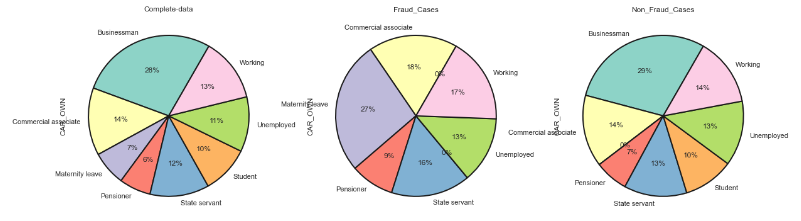 Complete-data
Businessman
28%
Working
13%
CAR_OWN
Commercial associate
14%
11%
Unemployed
7%
10%
Maternity leave
6%
12%
Student
Pensioner
State servant
Fraud_Cases
Commercial associate
18%
0%
Working
17%
Maternity leave
27%
CAR_OWN
13%
0%
Unemployed
9%
16%
Pensioner
State servant
Non_Fraud_Cases
Businessman
29%
Working
14%
CAR_OWN
Commercial associate
14%
13%
Unemployed
0%
7%
13%
10%
Pensioner
Student
State servant